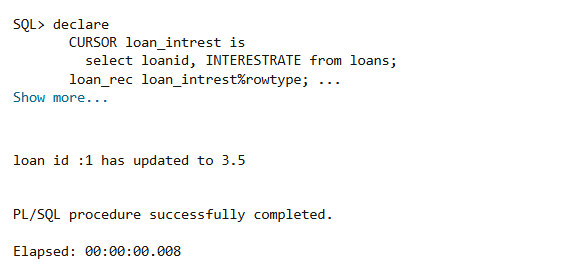 SQL> declare
CURSOR loan_intrest is
select loanid, INTERESTRATE from loans;
loan_rec loan_intrest%rowtype; ...
Show more...
loan id :1 has updated to 3.5
PL/SQL procedure successfully completed.
Elapsed: 00:00:00.008